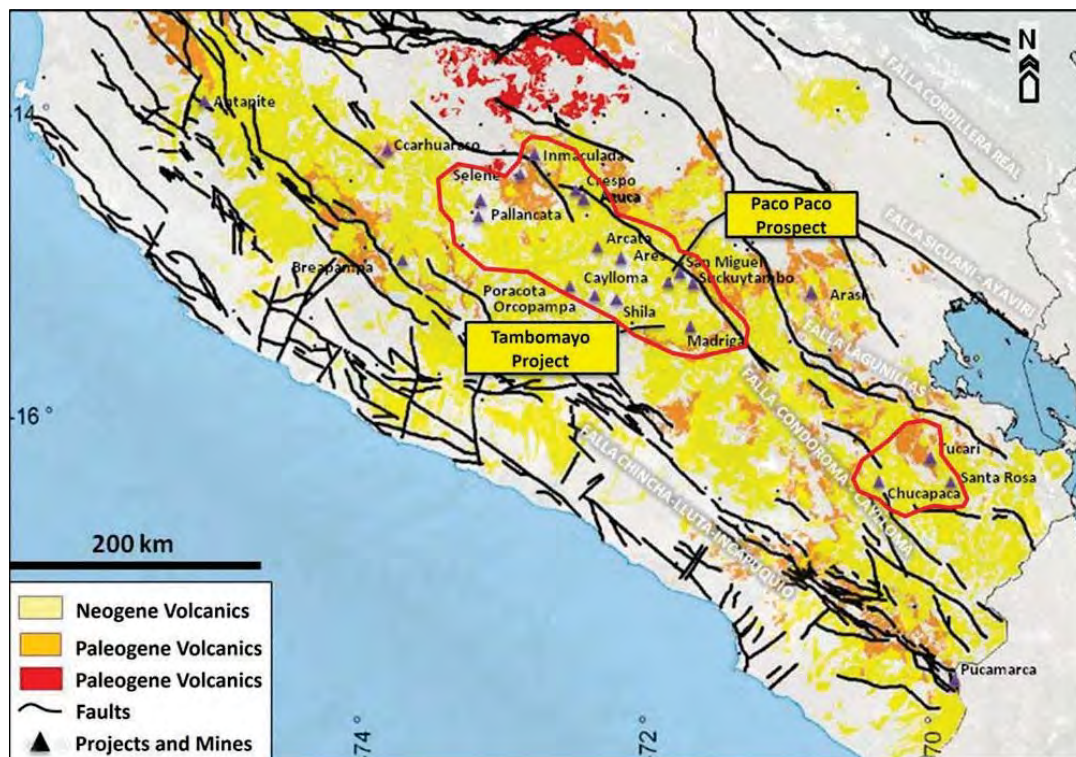 N
FALLA CORDILLERA REAL
14°
Antapite
Ccarhuaraso
Inmaculada
Selene
Crespo
Azuca
Pallancata
Paco Paco
Prospect
FALLA SICUANI - AYAVIRI
Arcata
Ares
San Miguel
Breapampa
Caylloma
Suckuytambo
Arasi
Poracota
Orcopampa
Shila
Tambomayo
Project
Madriga
FALLA LAGUNILLAS
16°
FALLA CONDOROMA - CAYLLOMA
FALLA CHINCHA-LLUTA-INCAPUQUIO
Tucari
Chucapaca
Santa Rosa
200 km
Neogene Volcanics
Paleogene Volcanics
Paleogene Volcanics
Faults
Projects and Mines
Pucamarca
-74°
-72°
-70°